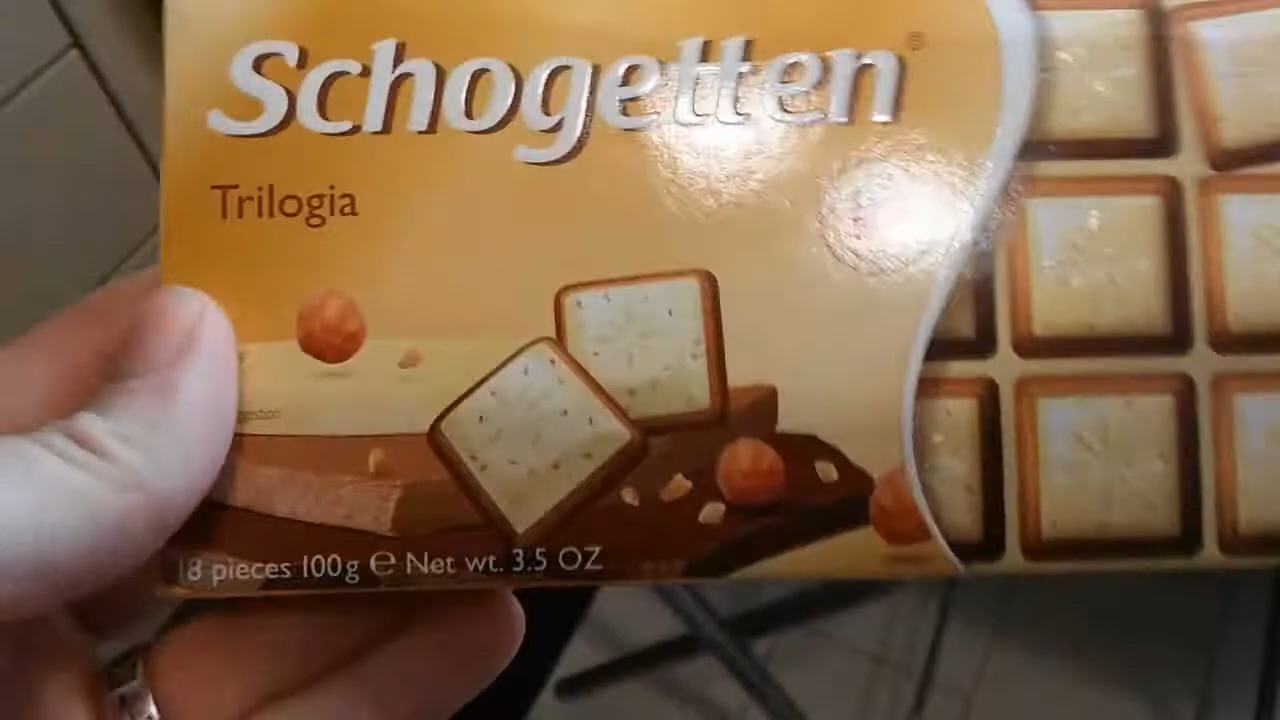 Schogetten®
Trilogia
18 pieces 100g ℮ Net wt. 3.5 OZ